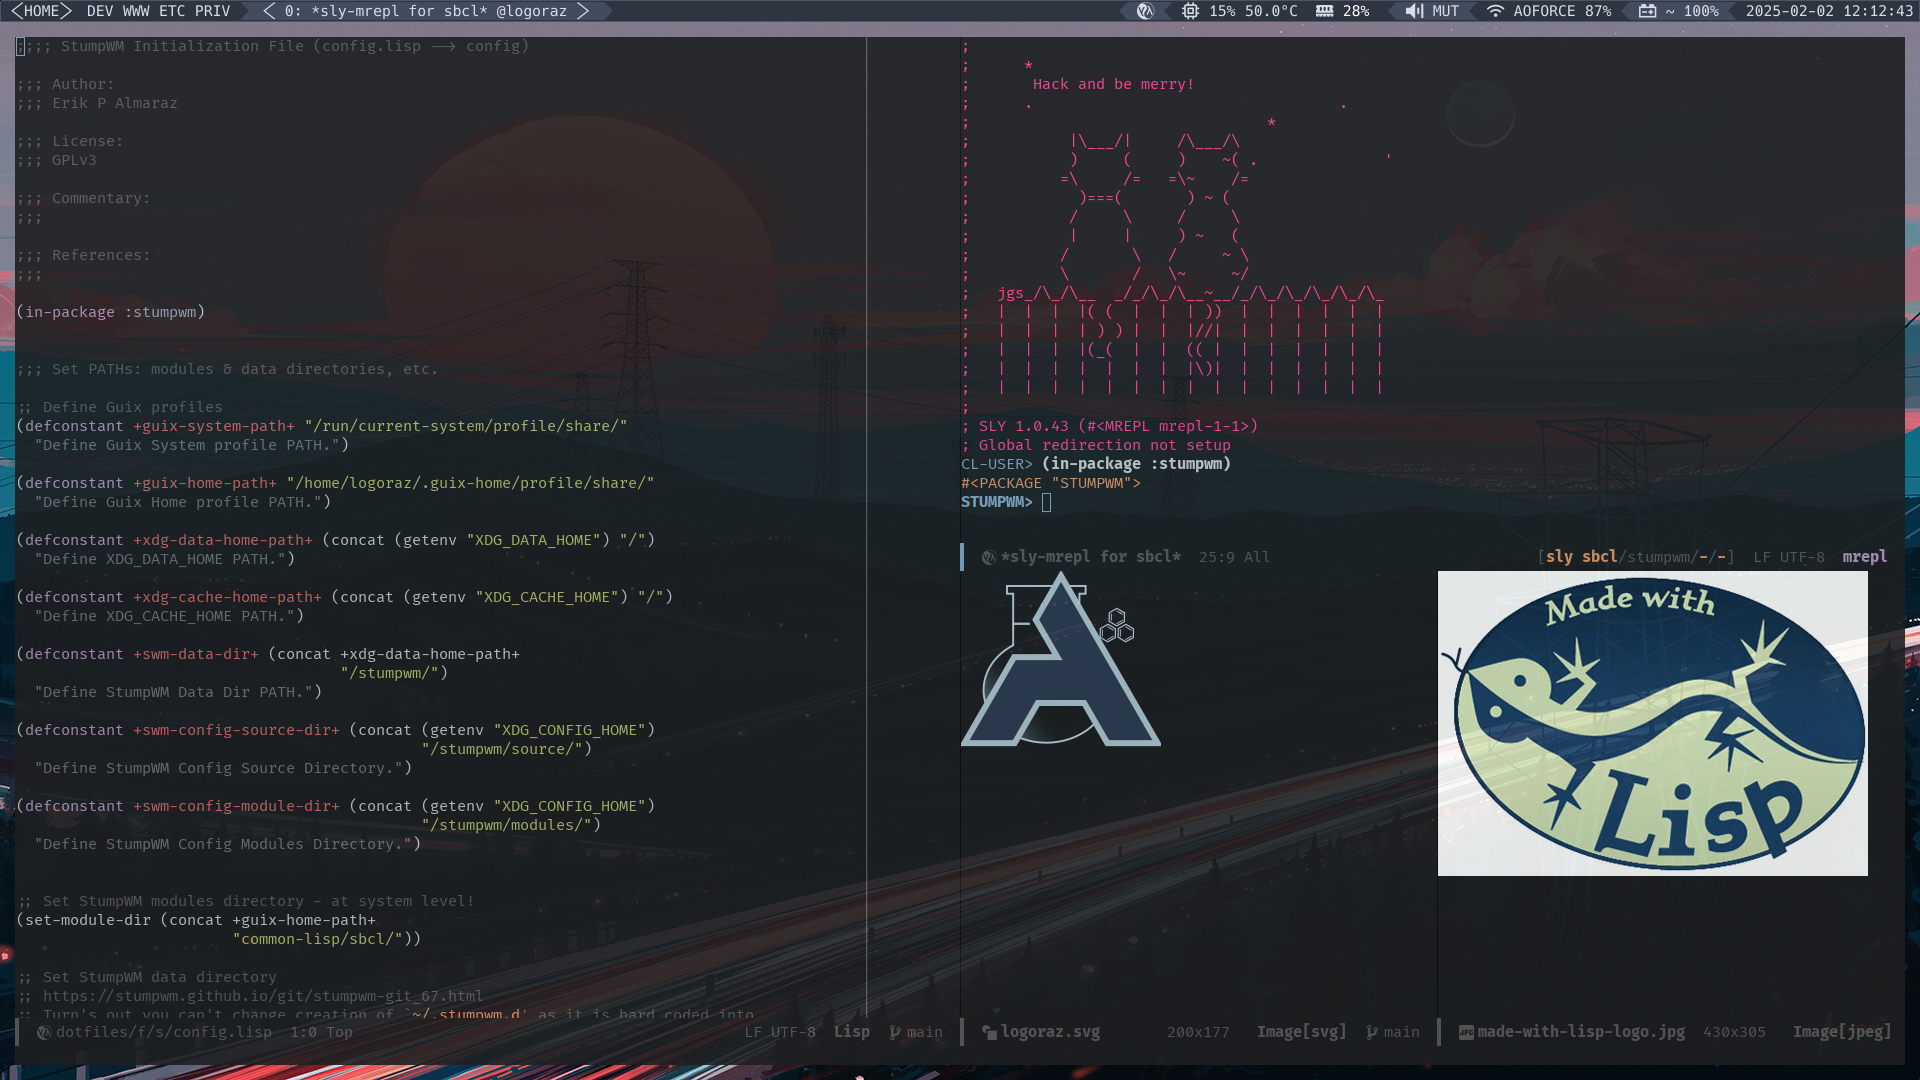 <HOME> DEV WWW ETC PRIV < 0: *sly-mrepl for sbcl* @logoraz > 15% 50.0°C 28% MUT AOFORCE 87% ~ 100% 2025-02-02 12:12:43
;;;; StumpWM Initialization File (config.lisp --> config)
;;; Author:
;;; Erik P Almaraz
;;; License:
;;; GPLv3
;;; Commentary:
;;;
;;; References:
;;;
(in-package :stumpwm)
;;; Set PATHs: modules & data directories, etc.
;; Define Guix profiles
(defconstant +guix-system-path+ "/run/current-system/profile/share/"
  "Define Guix System profile PATH.")
(defconstant +guix-home-path+ "/home/logoraz/.guix-home/profile/share/"
  "Define Guix Home profile PATH.")
(defconstant +xdg-data-home-path+ (concat (getenv "XDG_DATA_HOME") "/")
  "Define XDG_DATA_HOME PATH.")
(defconstant +xdg-cache-home-path+ (concat (getenv "XDG_CACHE_HOME") "/")
  "Define XDG_CACHE_HOME PATH.")
(defconstant +swm-data-dir+ (concat +xdg-data-home-path+
                                    "/stumpwm/")
  "Define StumpWM Data Dir PATH.")
(defconstant +swm-config-source-dir+ (concat (getenv "XDG_CONFIG_HOME")
                                             "/stumpwm/source/")
  "Define StumpWM Config Source Directory.")
(defconstant +swm-config-module-dir+ (concat (getenv "XDG_CONFIG_HOME")
                                             "/stumpwm/modules/")
  "Define StumpWM Config Modules Directory.")
;; Set StumpWM modules directory - at system level!
(set-module-dir (concat +guix-home-path+
                        "common-lisp/sbcl/"))
;; Set StumpWM data directory
;; https://stumpwm.github.io/git/stumpwm-git_67.html
;; Turn's out you can't change creation of `~/.stumpwm.d' as it is hard coded into
dotfiles/f/s/config.lisp 1:0 Top LF UTF-8 Lisp main
;
;      *
;       Hack and be merry!
;      .                                  .
;                                 *
;           |\___/|     /\___/\
;           )     (     )    ~( .              '
;          =\     /=   =\~    /=
;            )===(       ) ~ (
;           /     \     /     \
;           |     |     ) ~   (
;          /       \   /     ~ \
;          \       /   \~     ~/
;   jgs_/\_/\__  _/_/\_/\__~__/_/\_/\_/\_/\_/\_
;   |  |  |  |( (  |  |  | ))  |  |  |  |  |  |
;   |  |  |  | ) ) |  |  |//|  |  |  |  |  |  |
;   |  |  |  |(_(  |  |  (( |  |  |  |  |  |  |
;   |  |  |  |  |  |  |  |\)|  |  |  |  |  |  |
;   |  |  |  |  |  |  |  |  |  |  |  |  |  |  |
;
; SLY 1.0.43 (#<MREPL mrepl-1-1>)
; Global redirection not setup
CL-USER> (in-package :stumpwm)
#<PACKAGE "STUMPWM">
STUMPWM>
*sly-mrepl for sbcl* 25:9 All [sly sbcl/stumpwm/-/-] LF UTF-8 mrepl
Made with
Lisp
logoraz.svg 200x177 Image[svg] main
made-with-lisp-logo.jpg 430x305 Image[jpeg]